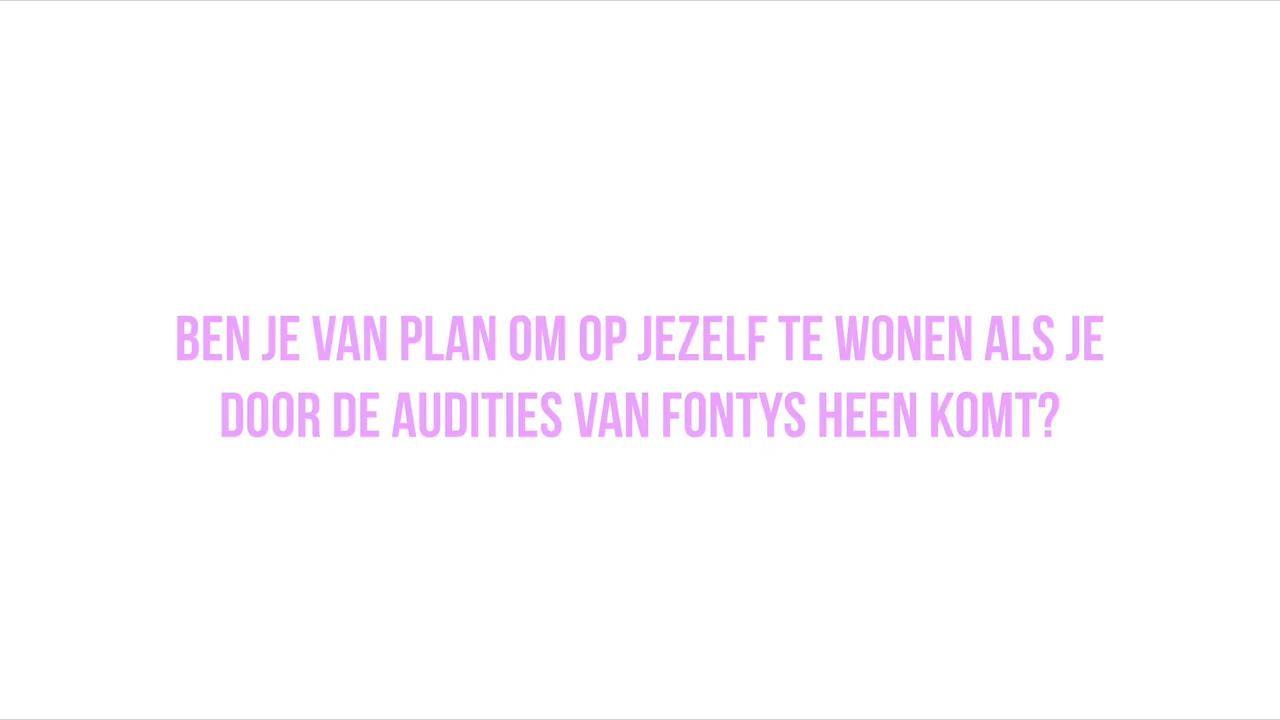 BEN JE VAN PLAN OM OP JEZELF TE WONEN ALS JE
DOOR DE AUDITIES VAN FONTYS HEEN KOMT?